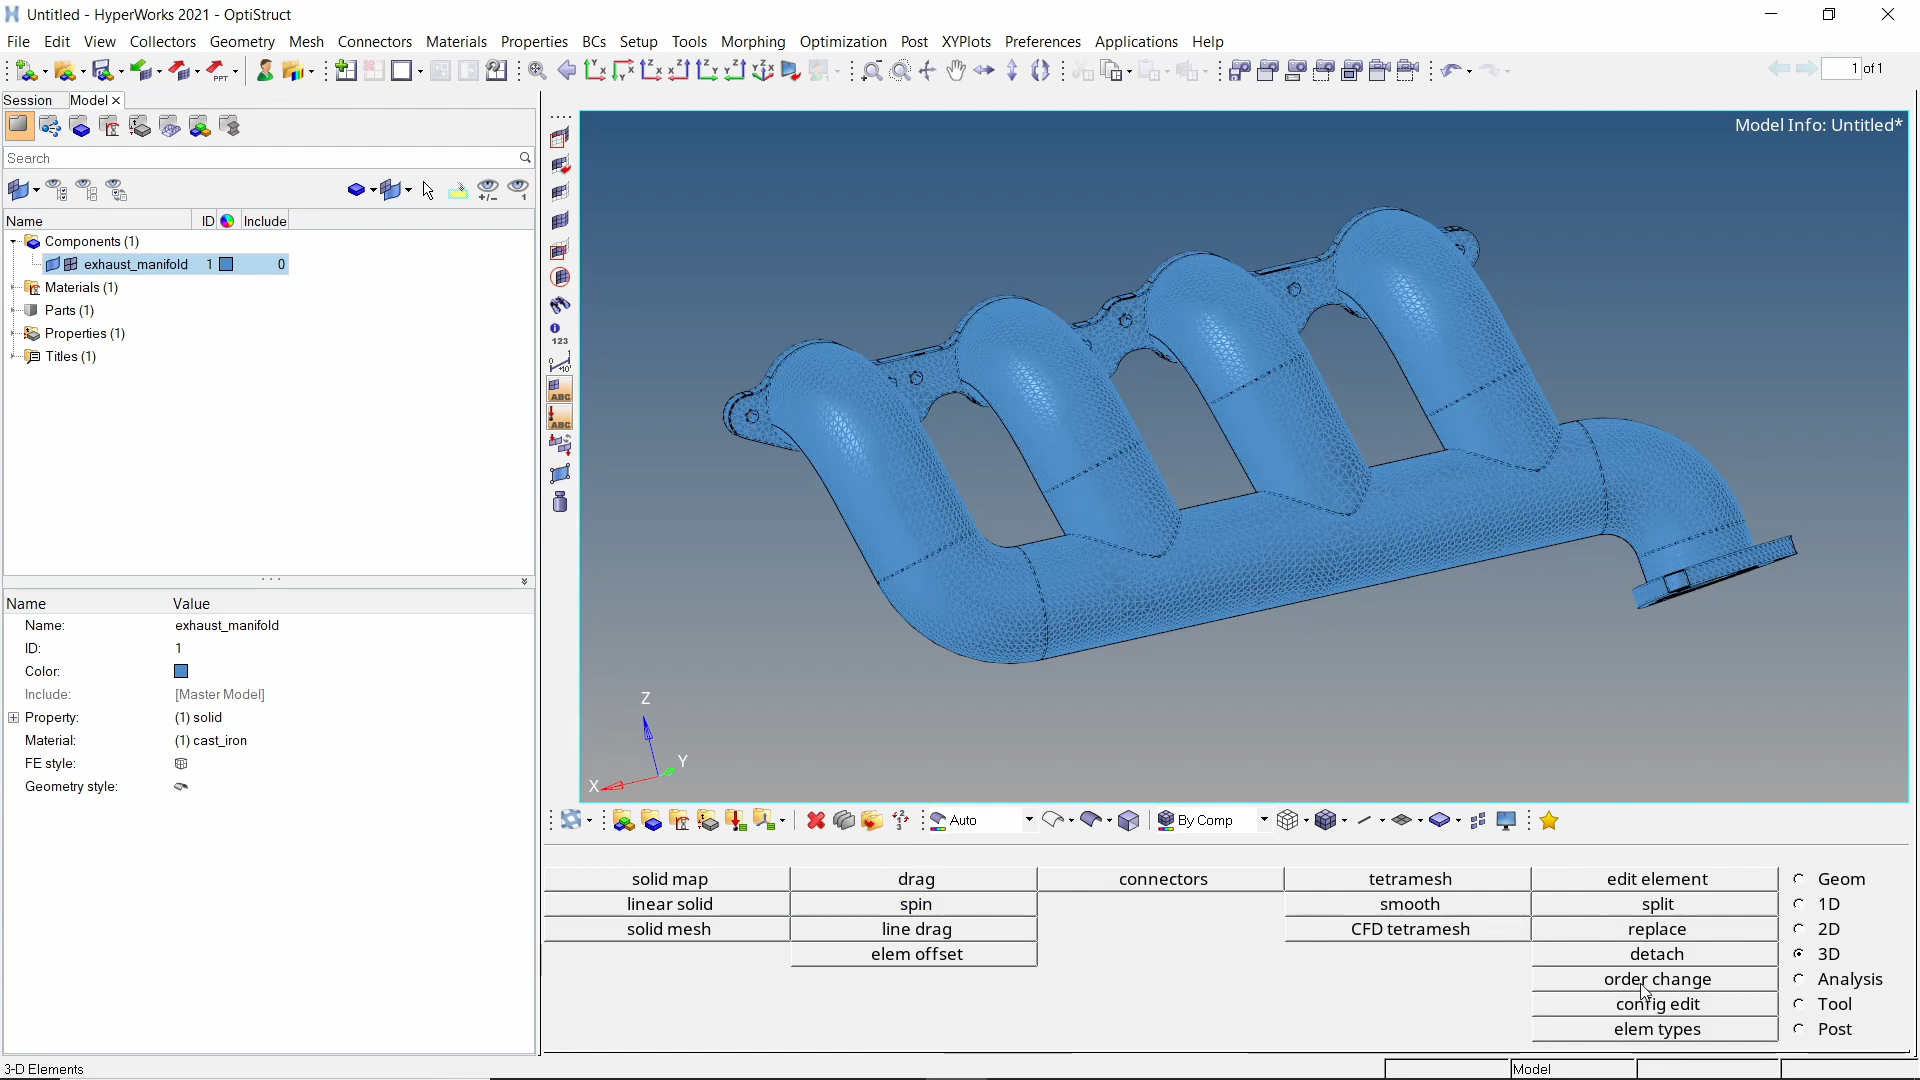 Untitled - HyperWorks 2021 - OptiStruct
File Edit View Collectors Geometry Mesh Connectors Materials Properties BCs Setup Tools Morphing Optimization Post XYPlots Preferences Applications Help
1 of 1
Session Model
Search
Name ID Include
Components (1)
exhaust_manifold 1 0
Materials (1)
Parts (1)
Properties (1)
Titles (1)
Name Value
Name: exhaust_manifold
ID: 1
Color:
Include: [Master Model]
Property: (1) solid
Material: (1) cast_iron
FE style:
Geometry style:
123
ABC
ABC
Model Info: Untitled*
Z
Y
X
Auto By Comp
solid map drag connectors tetramesh edit element Geom
linear solid spin smooth split 1D
solid mesh line drag CFD tetramesh replace 2D
elem offset detach 3D
order change Analysis
config edit Tool
elem types Post
3-D Elements Model